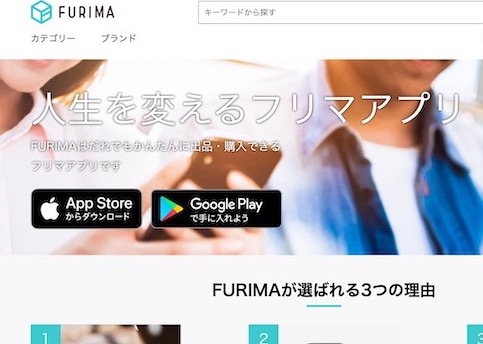 FURIMA
キーワードから探す
カテゴリー ブランド
人生を変えるフリマアプリ
FURIMAはだれでもかんたんに出品・購入できる
フリマアプリです
App Store
からダウンロード
Google Play
で手に入れよう
FURIMAが選ばれる3つの理由
1 2 3